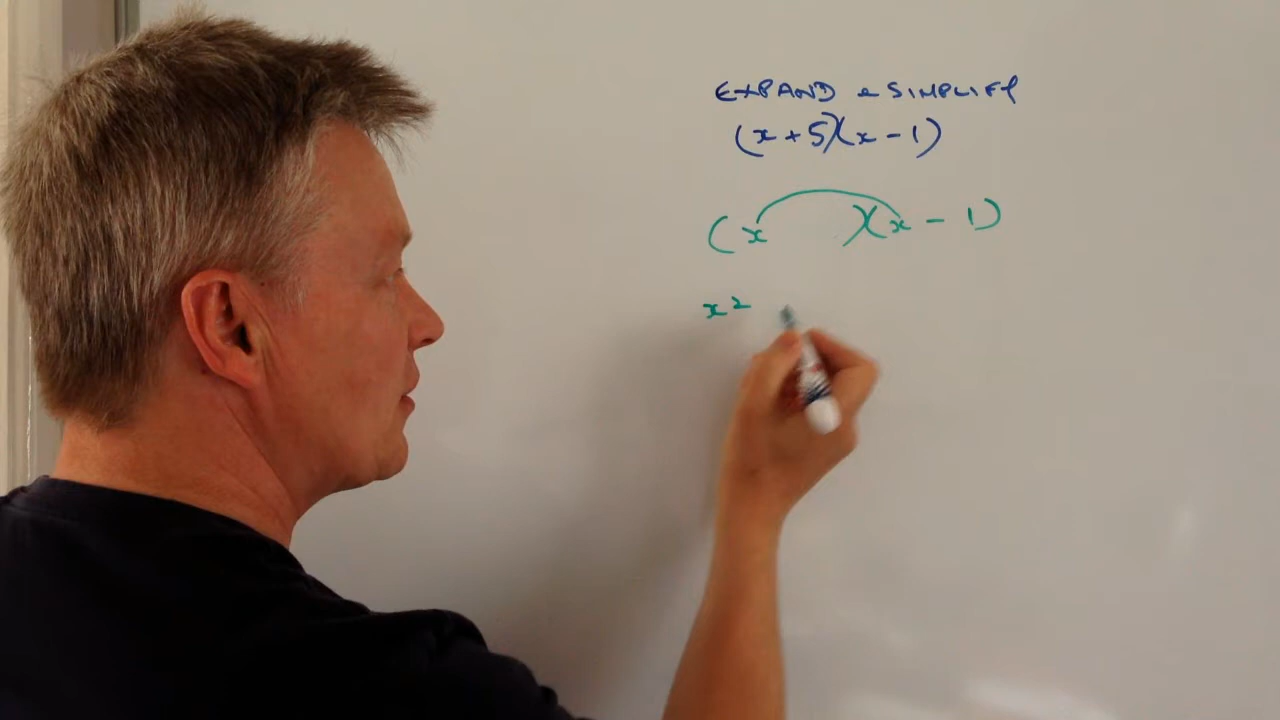 EXPAND & SIMPLIFY
(x+5)(x-1)
(x )(x-1)
x²